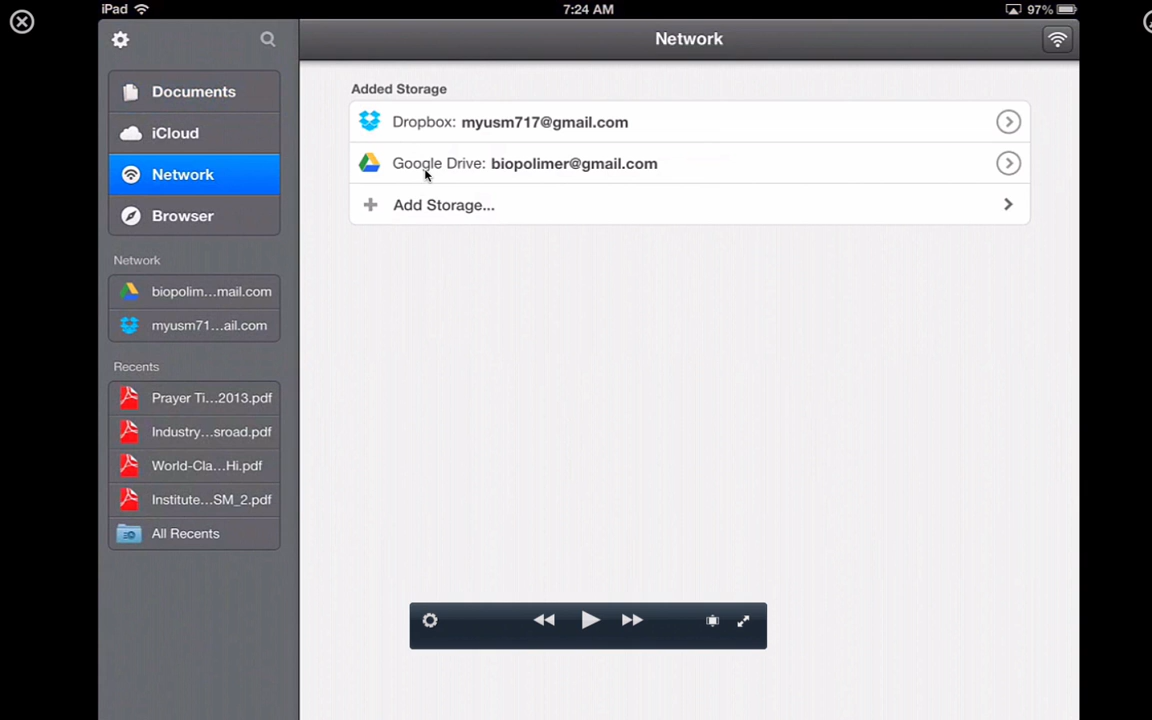 iPad
7:24 AM
97%
Network
Documents
iCloud
Network
Browser
Network
biopolim...mail.com
myusm71...ail.com
Recents
Prayer Ti...2013.pdf
Industry...sroad.pdf
World-Cla...Hi.pdf
Institute...SM_2.pdf
All Recents
Added Storage
Dropbox: myusm717@gmail.com
Google Drive: biopolimer@gmail.com
Add Storage...